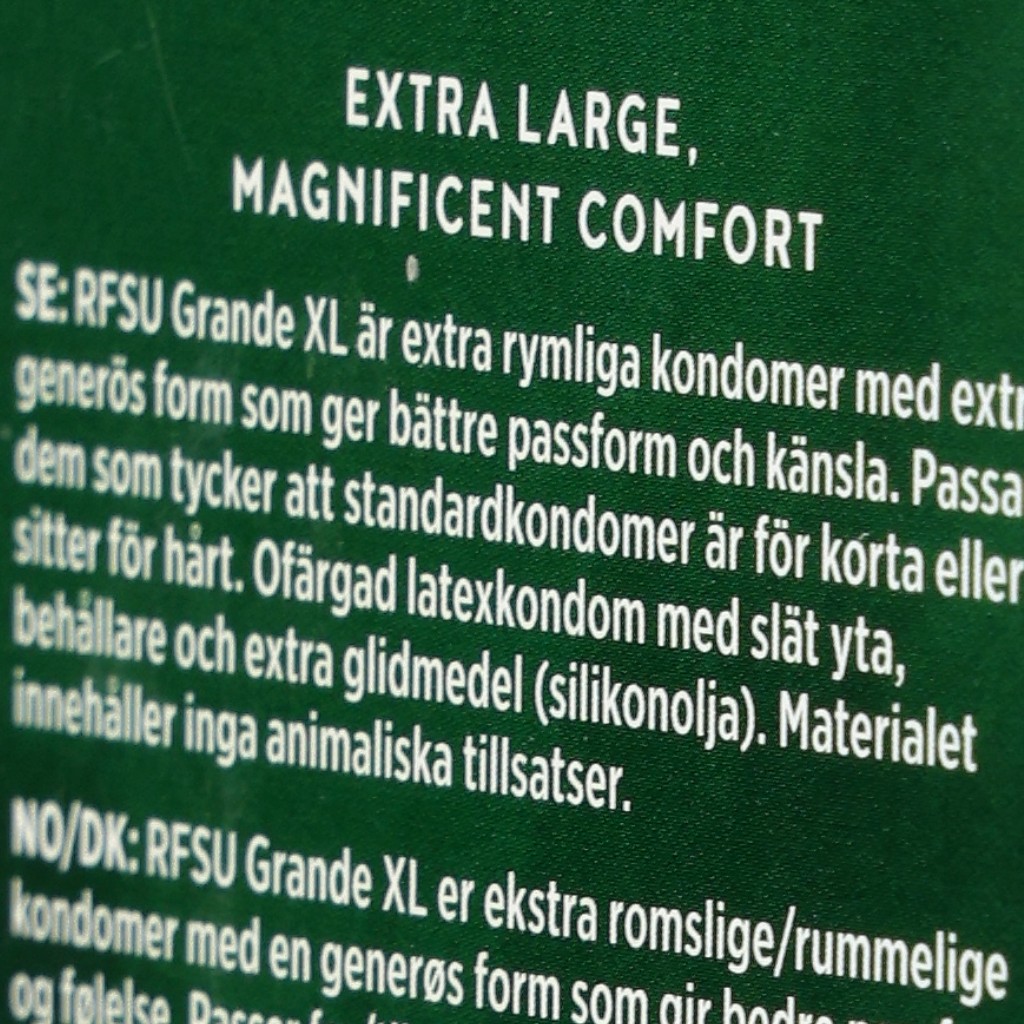 EXTRA LARGE,
MAGNIFICENT COMFORT
SE: RFSU Grande XL är extra rymliga kondomer med
generös form som ger bättre passform och känsla.
dem som tycker att standardkondomer är för korta eller
sitter för hårt. Ofärgad latexkondom med slät yta,
behållare och extra glidmedel (silikonolja). Materialet
innehåller inga animaliska tillsatser.
NO/DK: RFSU Grande XL er ekstra romslige/rummelige
kondomer med en generøs form som gir bedre
og følelse.